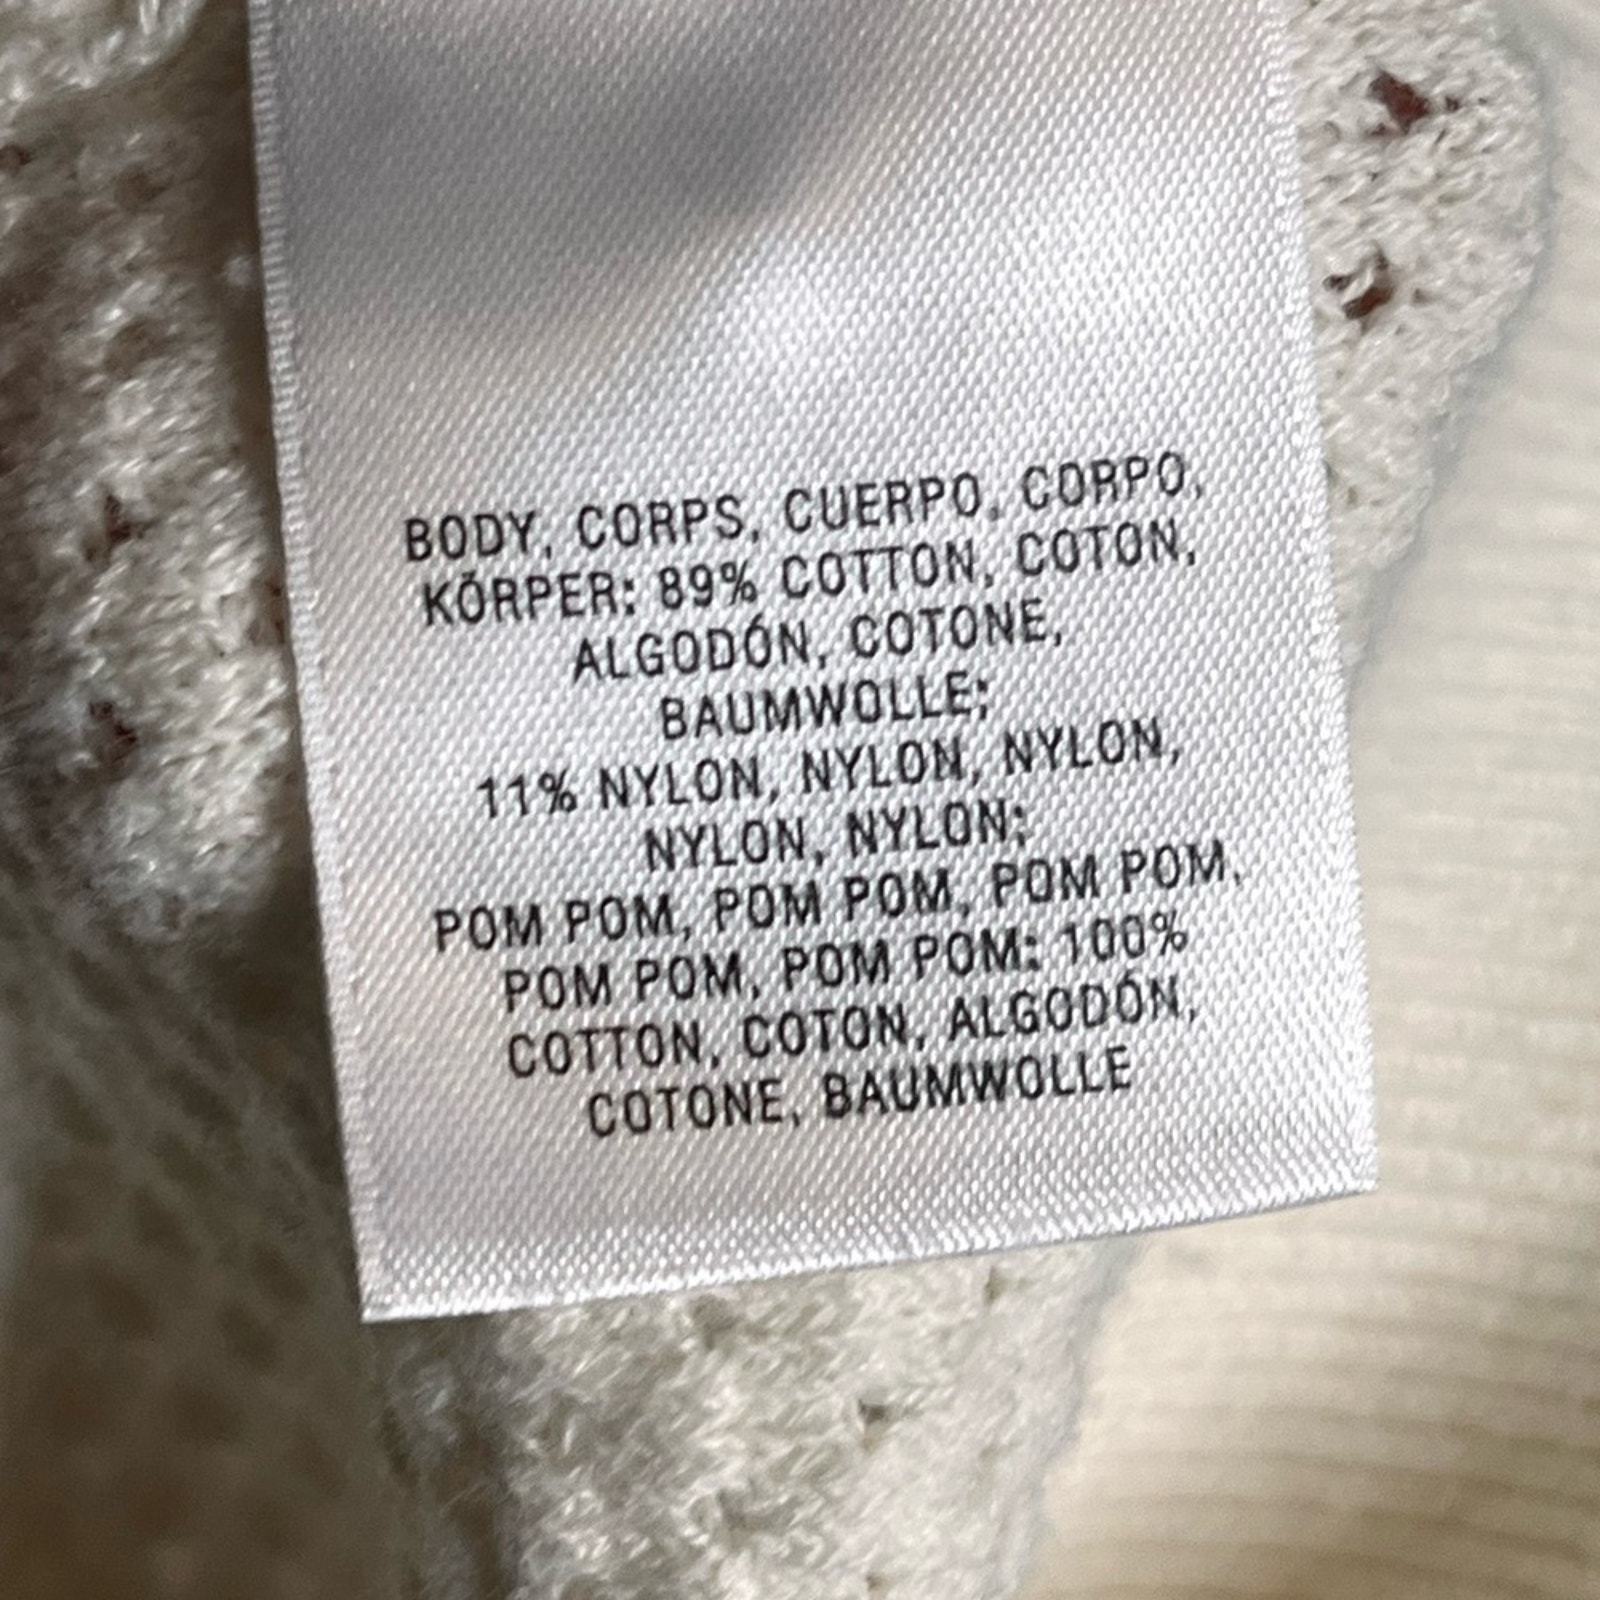 BODY, CORPS, CUERPO, CORPO,
KÖRPER: 89% COTTON, COTON,
ALGODÓN, COTONE,
BAUMWOLLE;
11% NYLON, NYLON, NYLON,
NYLON, NYLON;
POM POM, POM POM, POM POM,
POM POM, POM POM: 100%
COTTON, COTON, ALGODÓN,
COTONE, BAUMWOLLE